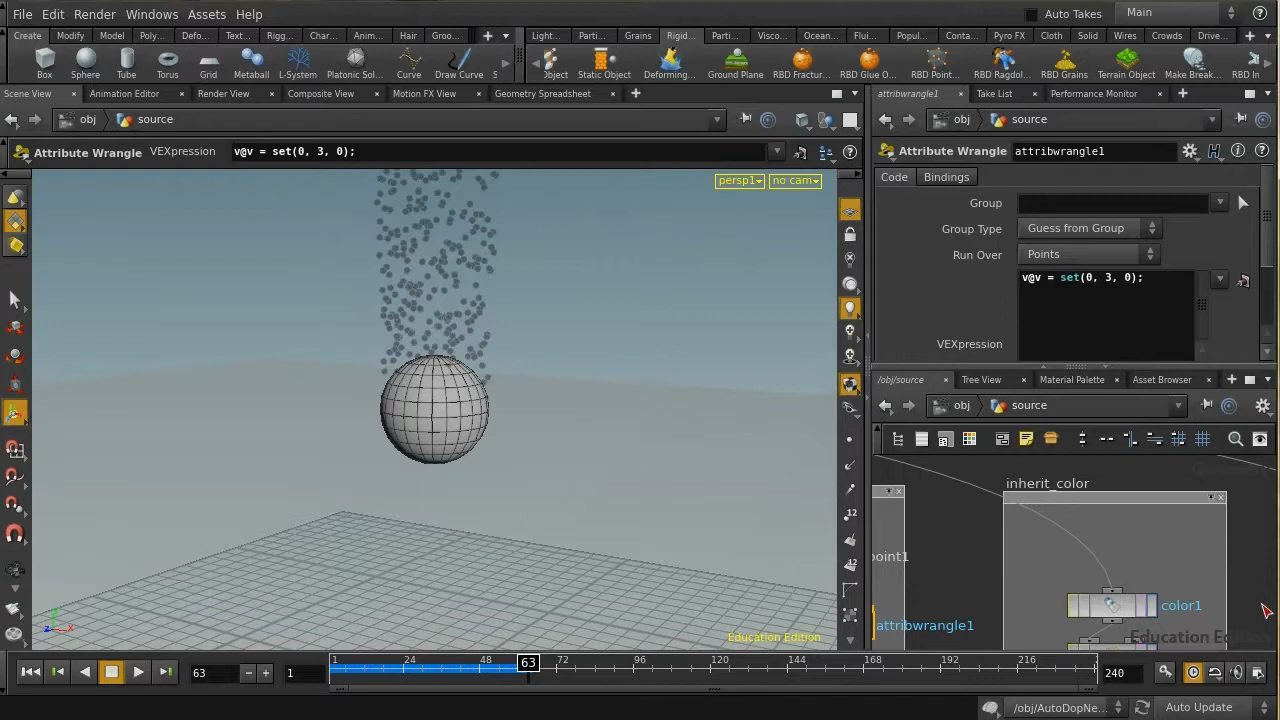 File Edit Render Windows Assets Help Auto Takes Main
Create Modify Model Poly... Defo... Text... Rigg... Char... Anim... Hair Groo... Light... Parti... Grains Rigid... Parti... Visco... Ocean... Flui... Popul... Conta... Pyro FX Cloth Solid Wires Crowds Drive...
Box Sphere Tube Torus Grid Metaball L-System Platonic Sol... Curve Draw Curve S Object Static Object Deforming... Ground Plane RBD Fractur... RBD Glue O... RBD Point... RBD Ragdol... RBD Grains Terrain Object Make Break... RBD In
Scene View Animation Editor Render View Composite View Motion FX View Geometry Spreadsheet attribwrangle1 Take List Performance Monitor
obj source obj source
Attribute Wrangle VEXpression v@v = set(0, 3, 0); Attribute Wrangle attribwrangle1
persp1 no cam
Code Bindings
Group
Group Type Guess from Group
Run Over Points
v@v = set(0, 3, 0);
VEXpression
/obj/source Tree View Material Palette Asset Browser
obj source
inherit_color
12
point1
12
color1
attribwrangle1
z x
Education Edition
Education Edition
63 1 1 24 48 63 72 96 120 144 168 192 216 240
/obj/AutoDopNe... Auto Update